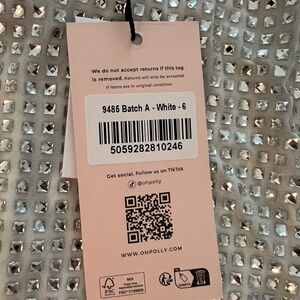 We do not accept returns if this tag
is removed. Returns will only be accepted
if items are in original condition.
9485 Batch A - White - 6
5059282810246
Get social. Follow us on TikTok
@ohpolly
WWW.OHPOLLY.COM
FSC
MIX